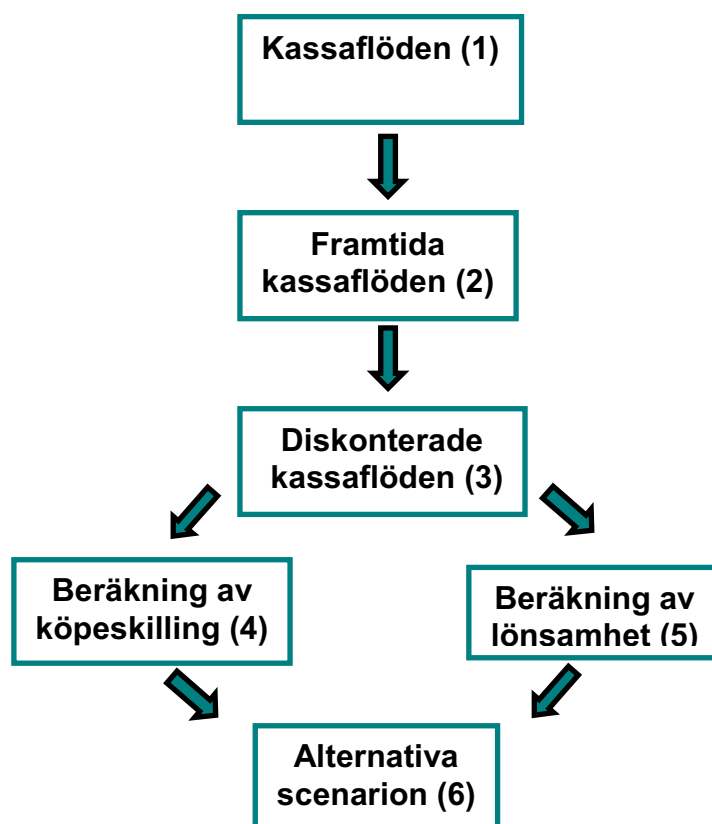 Kassaflöden (1)
Framtida
kassaflöden (2)
Diskonterade
kassaflöden (3)
Beräkning av
köpeskilling (4)
Beräkning av
lönsamhet (5)
Alternativa
scenarion (6)